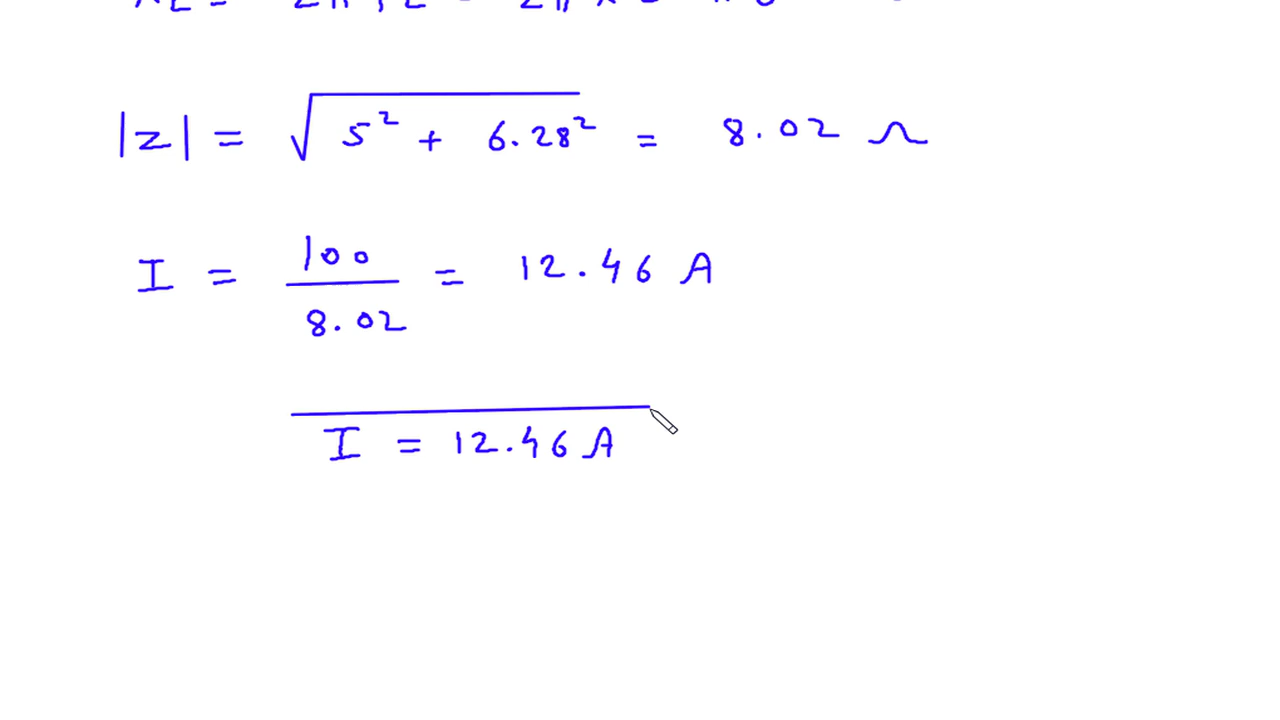 |Z| = √5² + 6.28² = 8.02 Ω
I = 100/8.02 = 12.46 A
I = 12.46 A